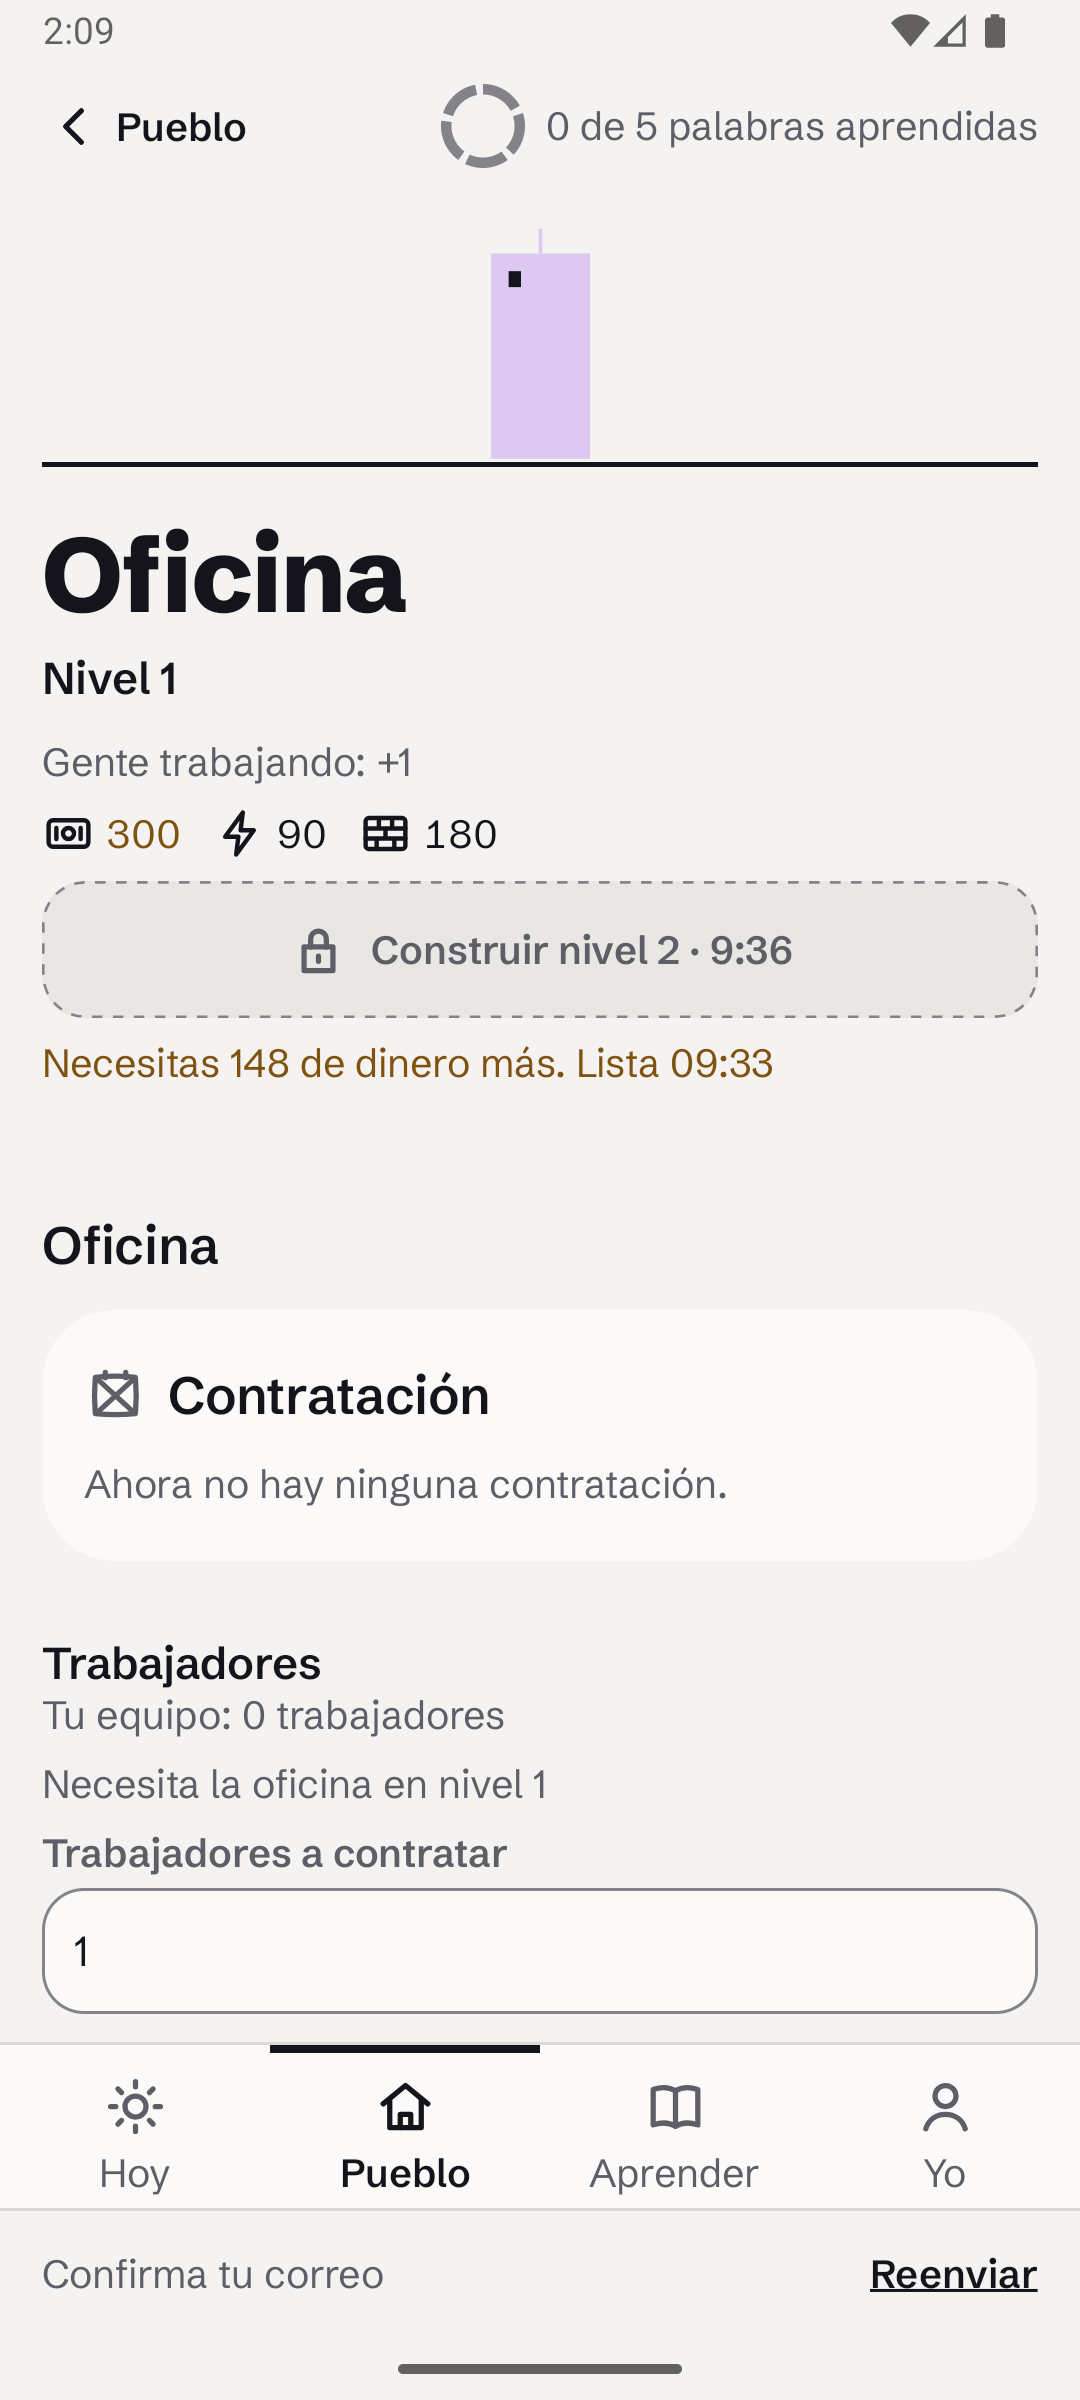 2:09
Pueblo
0 de 5 palabras aprendidas
Oficina
Nivel 1
Gente trabajando: +1
300 90 180
Construir nivel 2 · 9:36
Necesitas 148 de dinero más. Lista 09:33
Oficina
Contratación
Ahora no hay ninguna contratación.
Trabajadores
Tu equipo: 0 trabajadores
Necesita la oficina en nivel 1
Trabajadores a contratar
1
Hoy Pueblo Aprender Yo
Confirma tu correo Reenviar